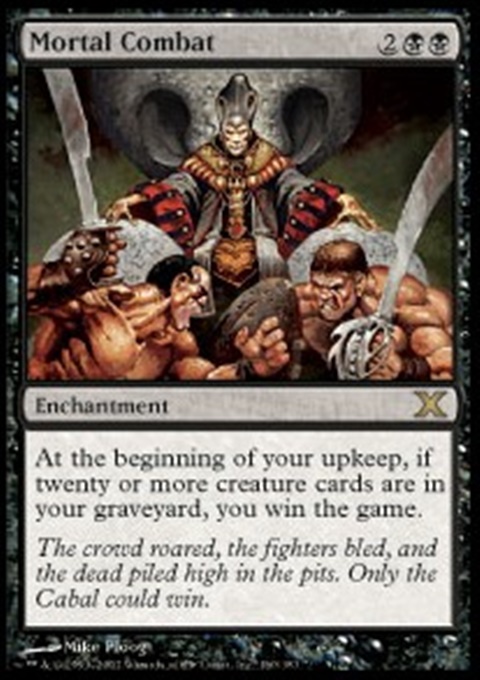 Mortal Combat 2
Enchantment X
At the beginning of your upkeep, if
twenty or more creature cards are in
your graveyard, you win the game.
The crowd roared, the fighters bled, and
the dead piled high in the pits. Only the
Cabal could win.
Mike Ploog